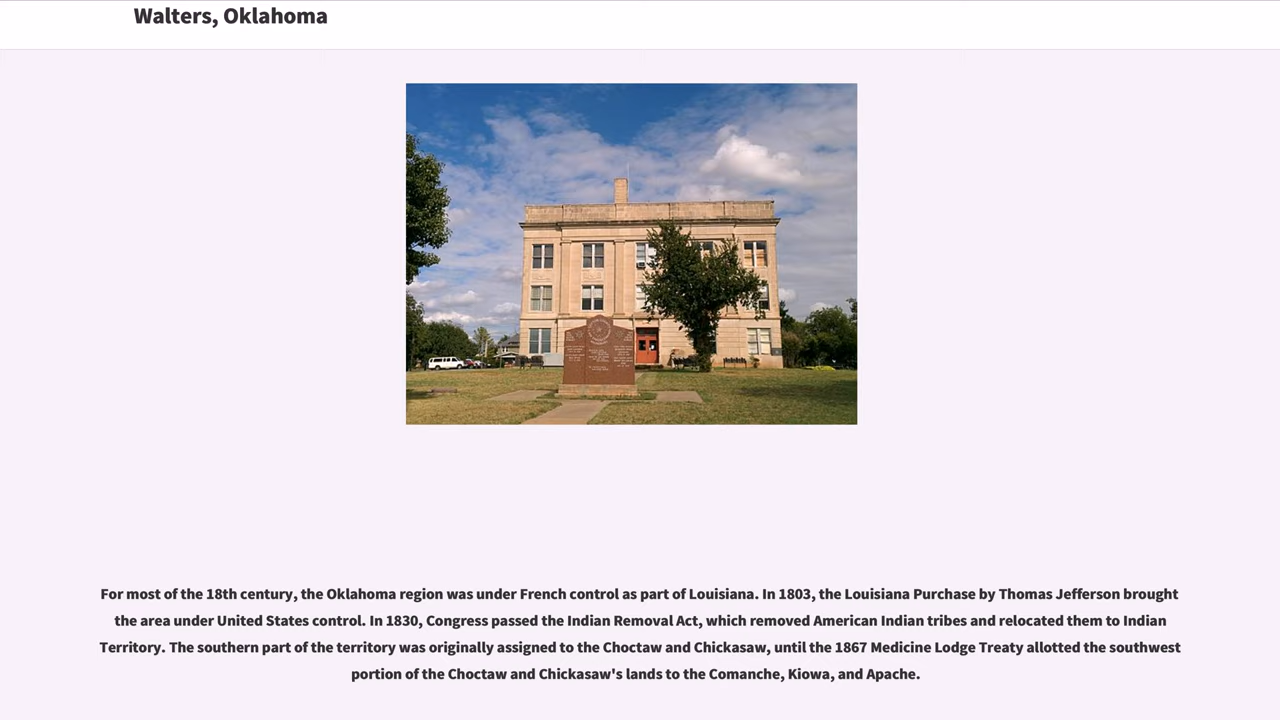 Walters, Oklahoma
For most of the 18th century, the Oklahoma region was under French control as part of Louisiana. In 1803, the Louisiana Purchase by Thomas Jefferson brought
the area under United States control. In 1830, Congress passed the Indian Removal Act, which removed American Indian tribes and relocated them to Indian
Territory. The southern part of the territory was originally assigned to the Choctaw and Chickasaw, until the 1867 Medicine Lodge Treaty allotted the southwest
portion of the Choctaw and Chickasaw's lands to the Comanche, Kiowa, and Apache.